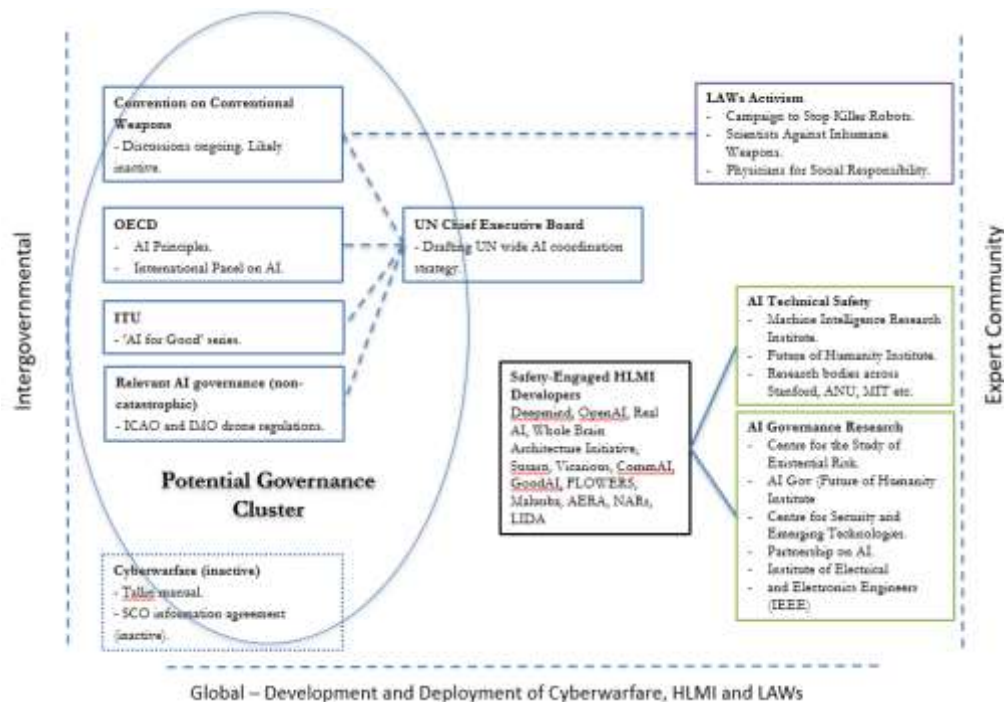 Intergovernmental
Convention on Conventional
Weapons
- Discussions ongoing. Likely
inactive.
OECD
- AI Principles.
- International Panel on AI.
ITU
- 'AI for Good' series.
Relevant AI governance (non-
catastrophic)
- ICAO and IMO drone regulations.
Potential Governance
Cluster
Cyberwarfare (inactive)
- Tallin manual.
- SCO information agreement
(inactive).
UN Chief Executive Board
- Drafting UN wide AI coordination
strategy.
Safety-Engaged HLMI
Developers
Deepmind, OpenAI, Real
AI, Whole Brain
Architecture Initiative,
Susaro, Vicarious, CommAI,
GoodAI, FLOWERS,
Maluuba, AERA, NARs,
LIDA
LAWs Activism
- Campaign to Stop Killer Robots.
- Scientists Against Inhumane
Weapons.
- Physicians for Social Responsibility.
AI Technical Safety
- Machine Intelligence Research
Institute.
- Future of Humanity Institute.
- Research bodies across
Stanford, ANU, MIT etc.
AI Governance Research
- Centre for the Study of
Existential Risk.
- AI Gov (Future of Humanity
Institute
- Centre for Security and
Emerging Technologies.
- Partnership on AI.
- Institute of Electrical
- and Electronics Engineers
(IEEE)
Expert Community
Global – Development and Deployment of Cyberwarfare, HLMI and LAWs